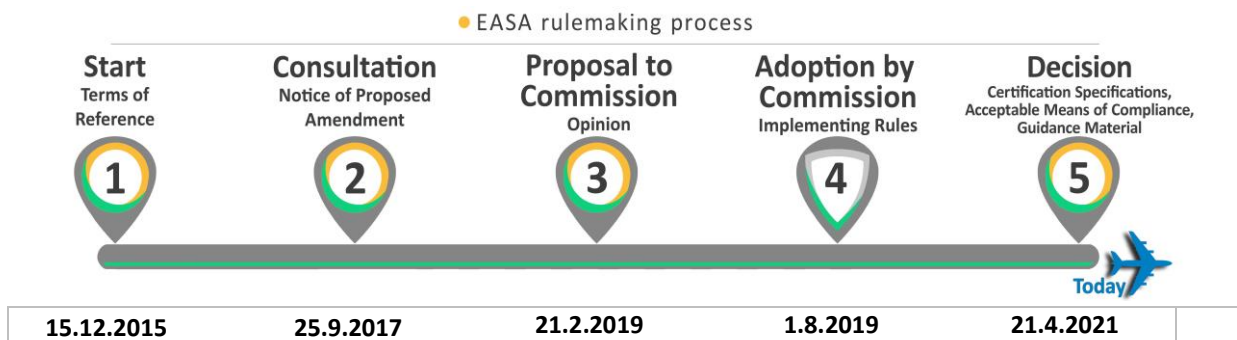 EASA rulemaking process
Start
Terms of
Reference
1
Consultation
Notice of Proposed
Amendment
2
Proposal to
Commission
Opinion
3
Adoption by
Commission
Implementing Rules
4
Decision
Certification Specifications,
Acceptable Means of Compliance,
Guidance Material
5
Today
15.12.2015 25.9.2017 21.2.2019 1.8.2019 21.4.2021